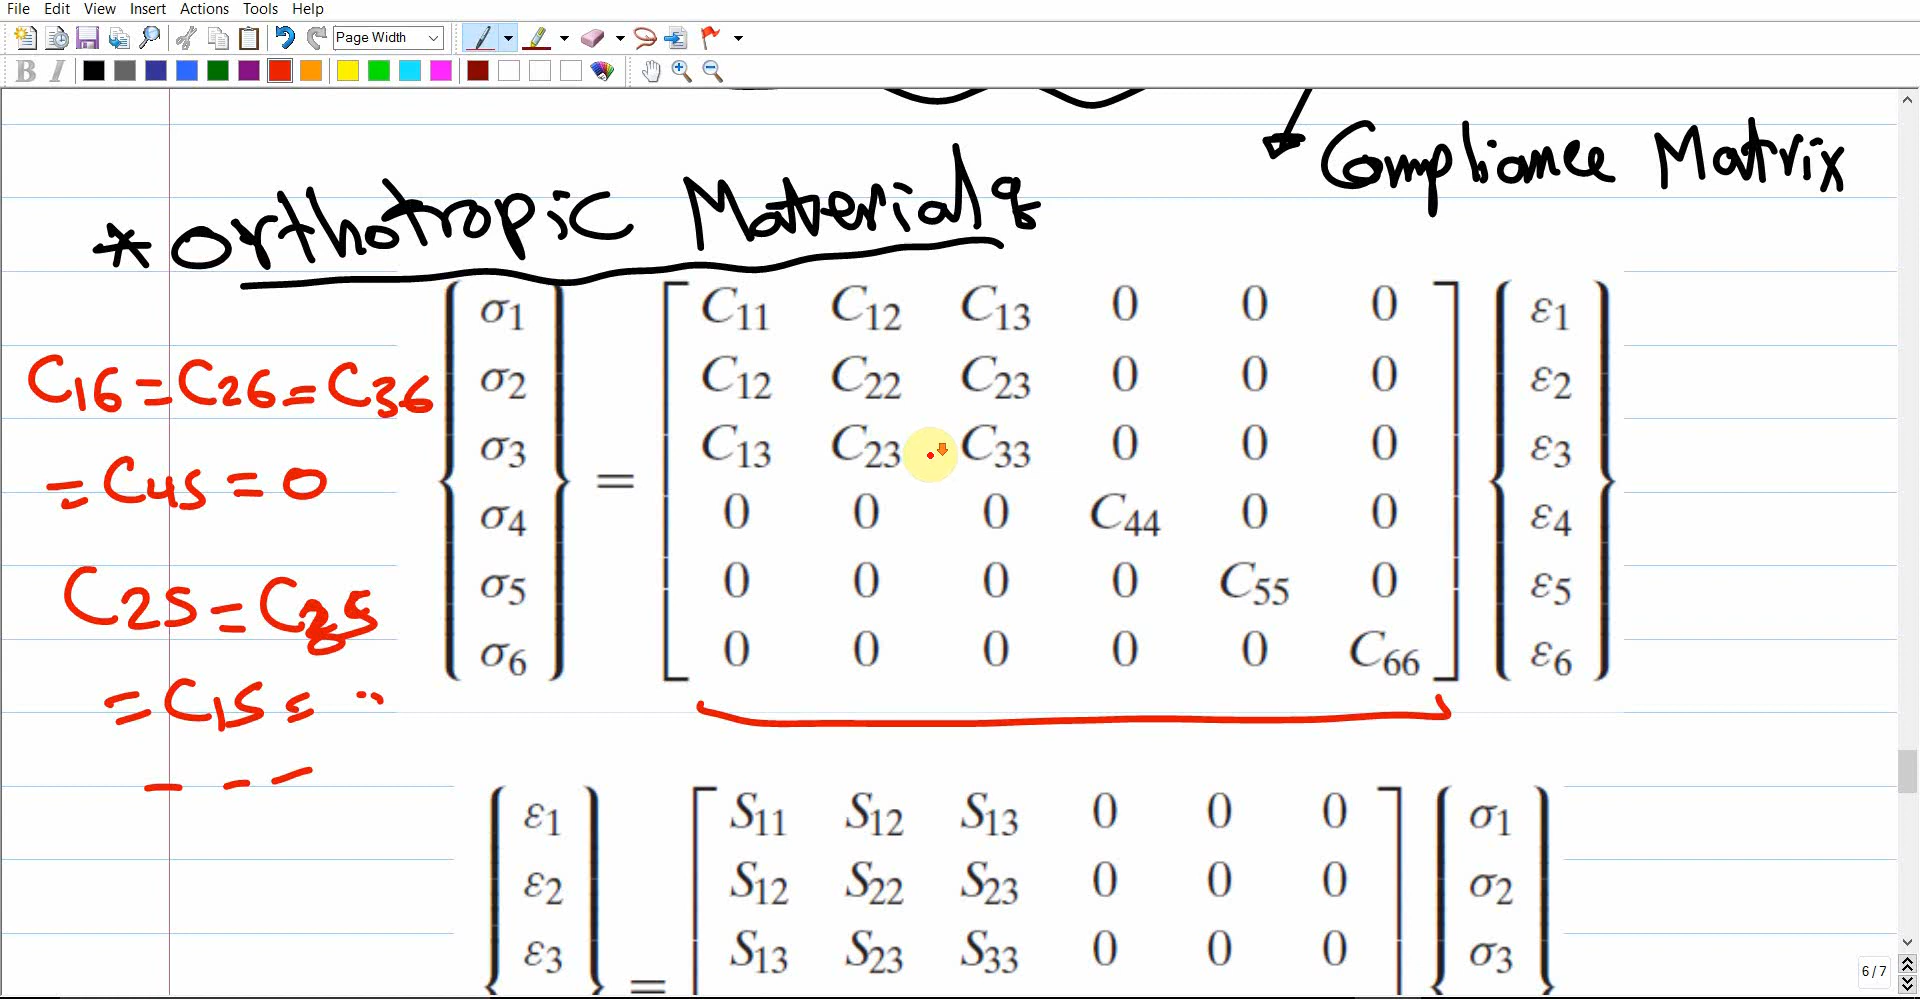 File Edit View Insert Actions Tools Help
Page Width
B I
Compliance Matrix
* Orthotropic Materials
σ1 C11 C12 C13 0 0 0 ε1
σ2 C12 C22 C23 0 0 0 ε2
C16 = C26 = C36
σ3 C13 C23 C33 0 0 0 ε3
=
= C45 = 0
σ4 0 0 0 C44 0 0 ε4
σ5 0 0 0 0 C55 0 ε5
σ6 0 0 0 0 0 C66 ε6
C25 =
= C15 = ..
- - -
ε1 S11 S12 S13 0 0 0 σ1
ε2 S12 S22 S23 0 0 0 σ2
ε3 S13 S23 S33 0 0 0 σ3
=
6 / 7